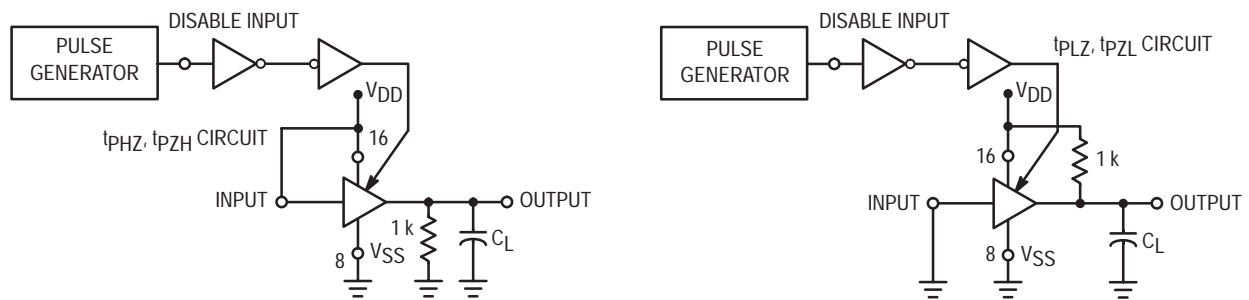 DISABLE INPUT
PULSE
GENERATOR
VDD
tPHZ, tPZH CIRCUIT
16
INPUT
OUTPUT
1 k
CL
8
VSS
DISABLE INPUT
PULSE
GENERATOR
tPLZ, tPZL CIRCUIT
VDD
16
1 k
INPUT
OUTPUT
CL
8
VSS